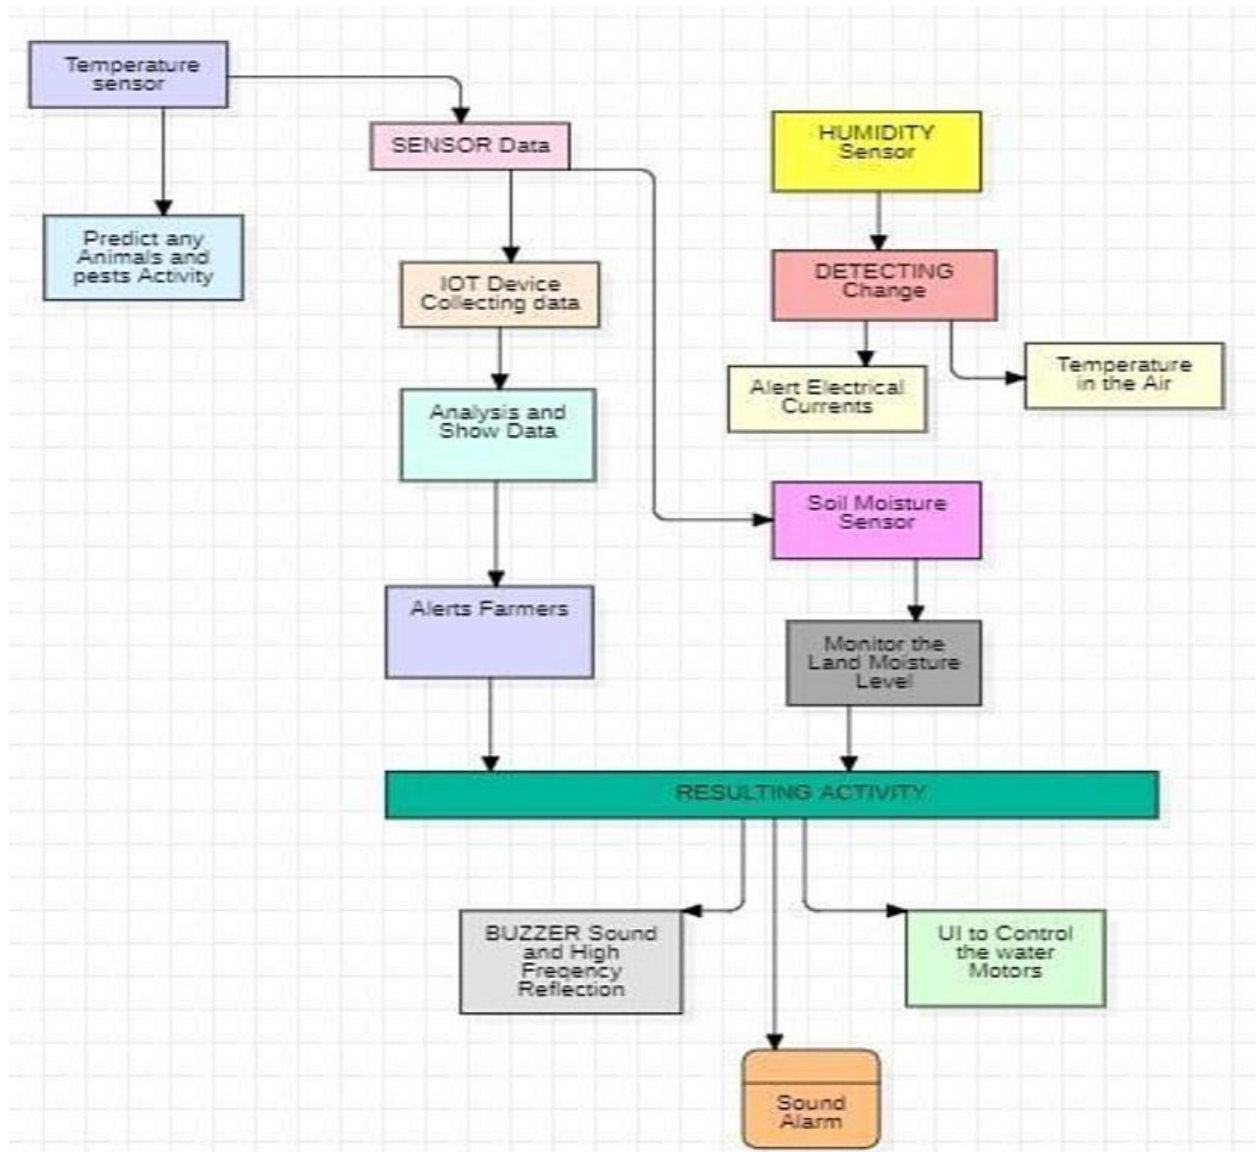 Temperature
sensor
SENSOR Data
HUMIDITY
Sensor
Predict any
Animals and
pests Activity
IOT Device
Collecting data
DETECTING
Change
Temperature
in the Air
Alert Electrical
Currents
Analysis and
Show Data
Soil Moisture
Sensor
Alerts Farmers
Monitor the
Land Moisture
Level
RESULTING ACTIVITY
BUZZER Sound
and High
Freqency
Reflection
UI to Control
the water
Motors
Sound
Alarm